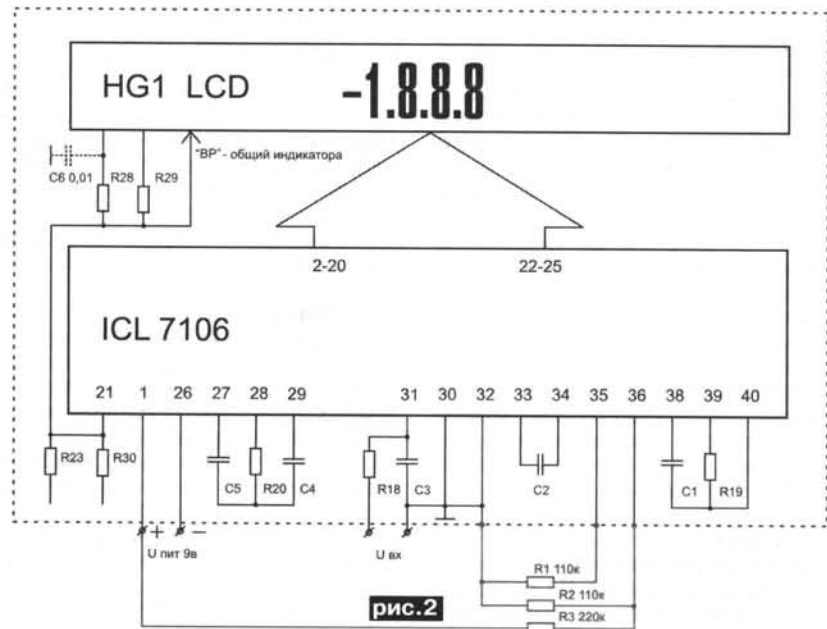 HG1 LCD -1.8.8.8
"ВР"- общий индикатора
C6 0,01 R28 R29
2-20 22-25
ICL 7106
21 1 26 27 28 29 31 30 32 33 34 35 36 38 39 40
R23 R30 C5 R20 C4 R18 C3 C2 C1 R19
+ −
U пит 9в U вх
R1 110к
R2 110к
R3 220к
рис.2